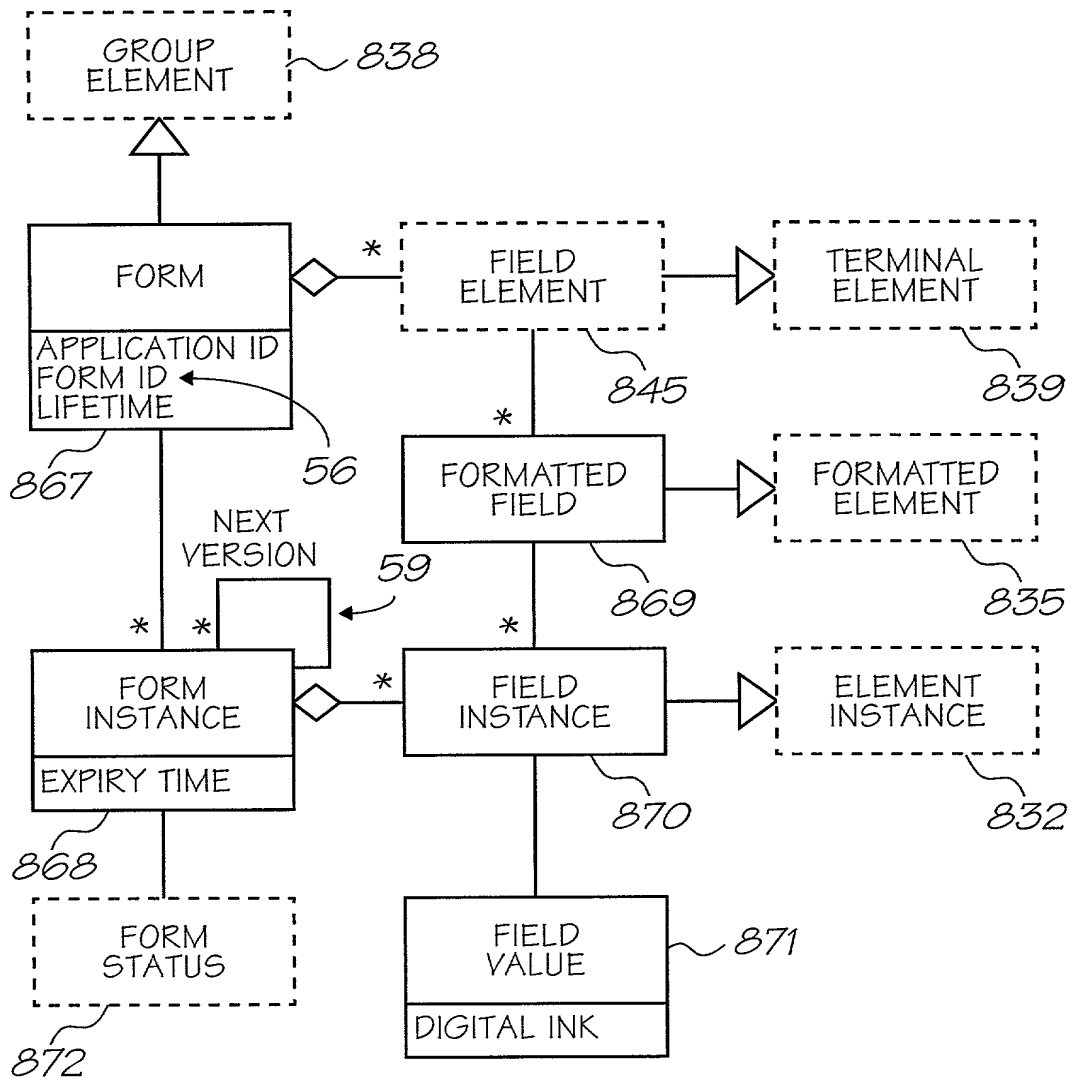 GROUP
ELEMENT
838
FORM
*
FIELD
ELEMENT
TERMINAL
ELEMENT
APPLICATION ID
FORM ID
LIFETIME
845
839
867
56
*
FORMATTED
FIELD
FORMATTED
ELEMENT
NEXT
VERSION
59
869
835
*
*
*
FORM
INSTANCE
*
FIELD
INSTANCE
ELEMENT
INSTANCE
EXPIRY TIME
870
832
868
FORM
STATUS
FIELD
VALUE
871
DIGITAL INK
872